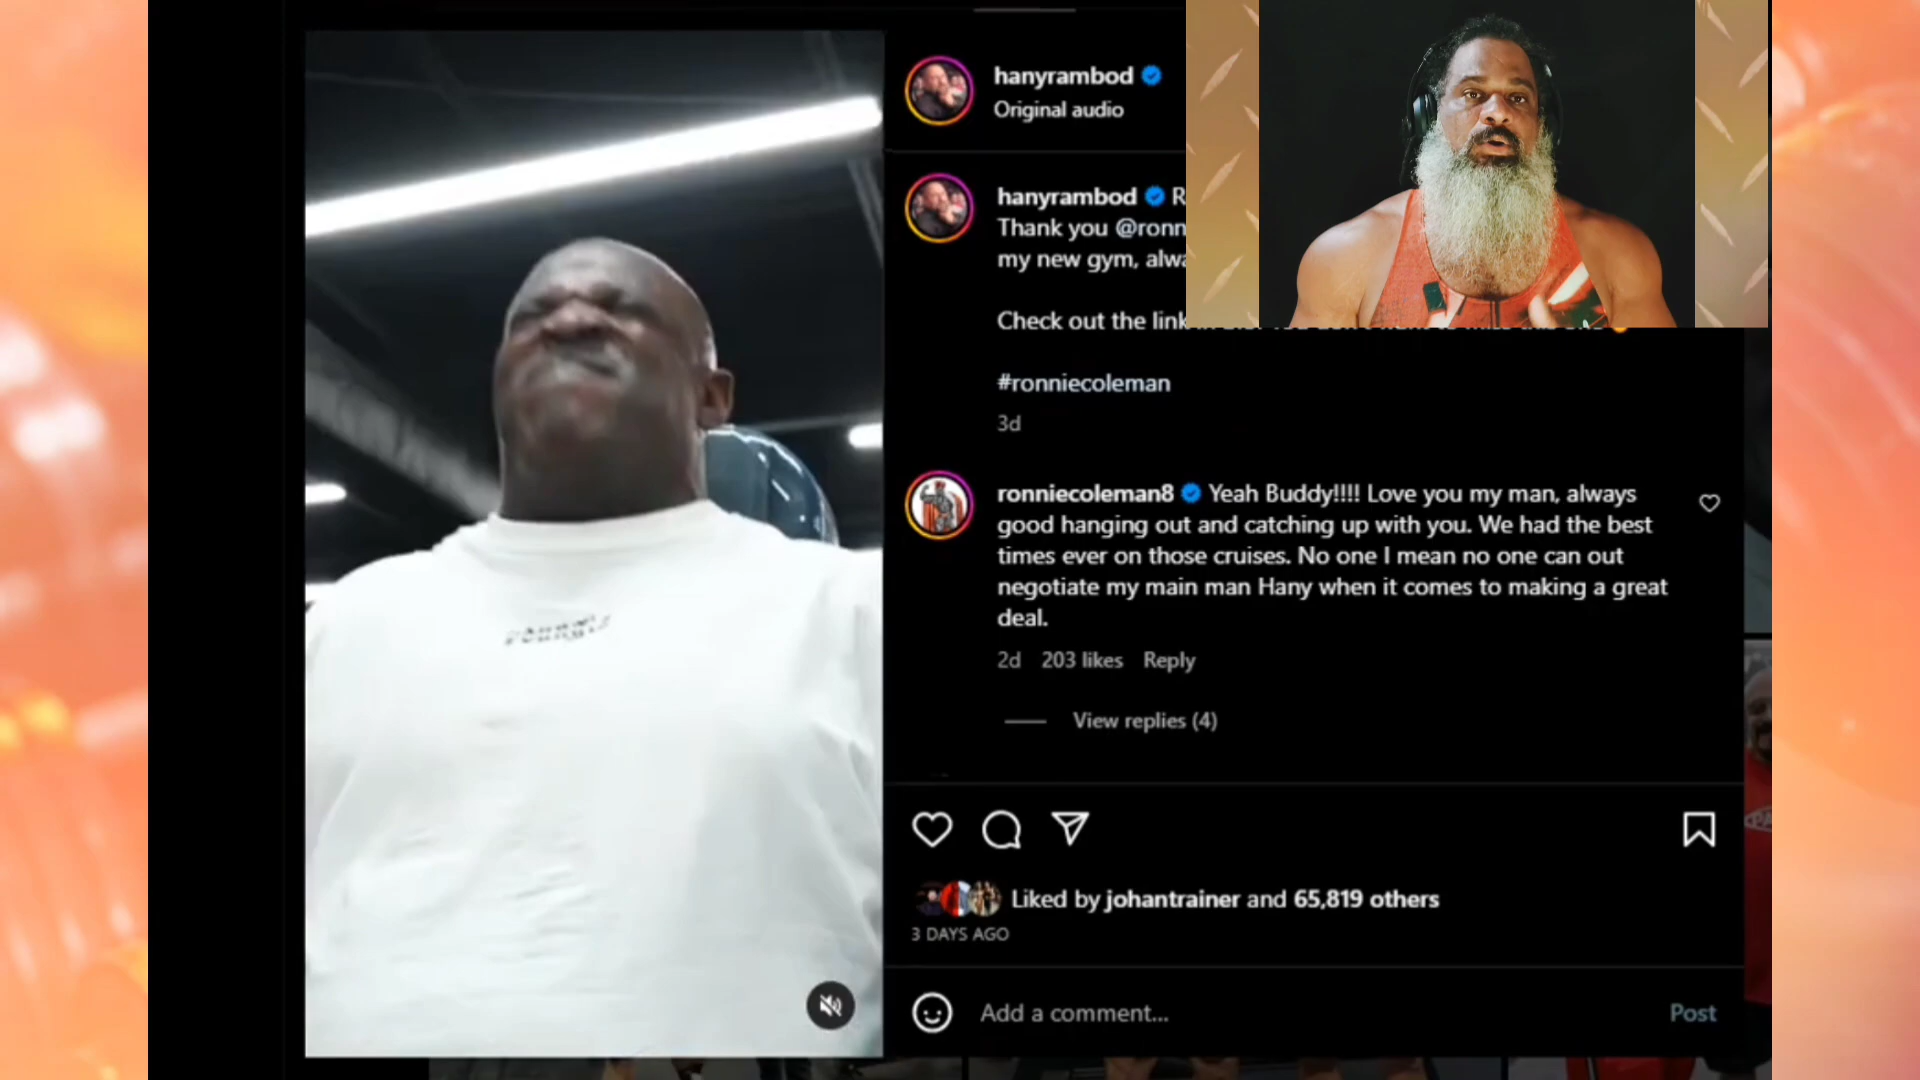 hanyrambod
Original audio
hanyrambod R
Thank you @ronn
my new gym, alwa
Check out the link
#ronniecoleman
3d
ronniecoleman8 Yeah Buddy!!!! Love you my man, always
good hanging out and catching up with you. We had the best
times ever on those cruises. No one I mean no one can out
negotiate my main man Hany when it comes to making a great
deal.
2d 203 likes Reply
View replies (4)
Liked by johantrainer and 65,819 others
3 DAYS AGO
Add a comment...
Post